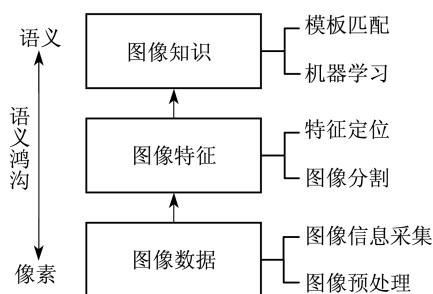 语义
图像知识
模板匹配
机器学习
语义鸿沟
图像特征
特征定位
图像分割
像素
图像数据
图像信息采集
图像预处理